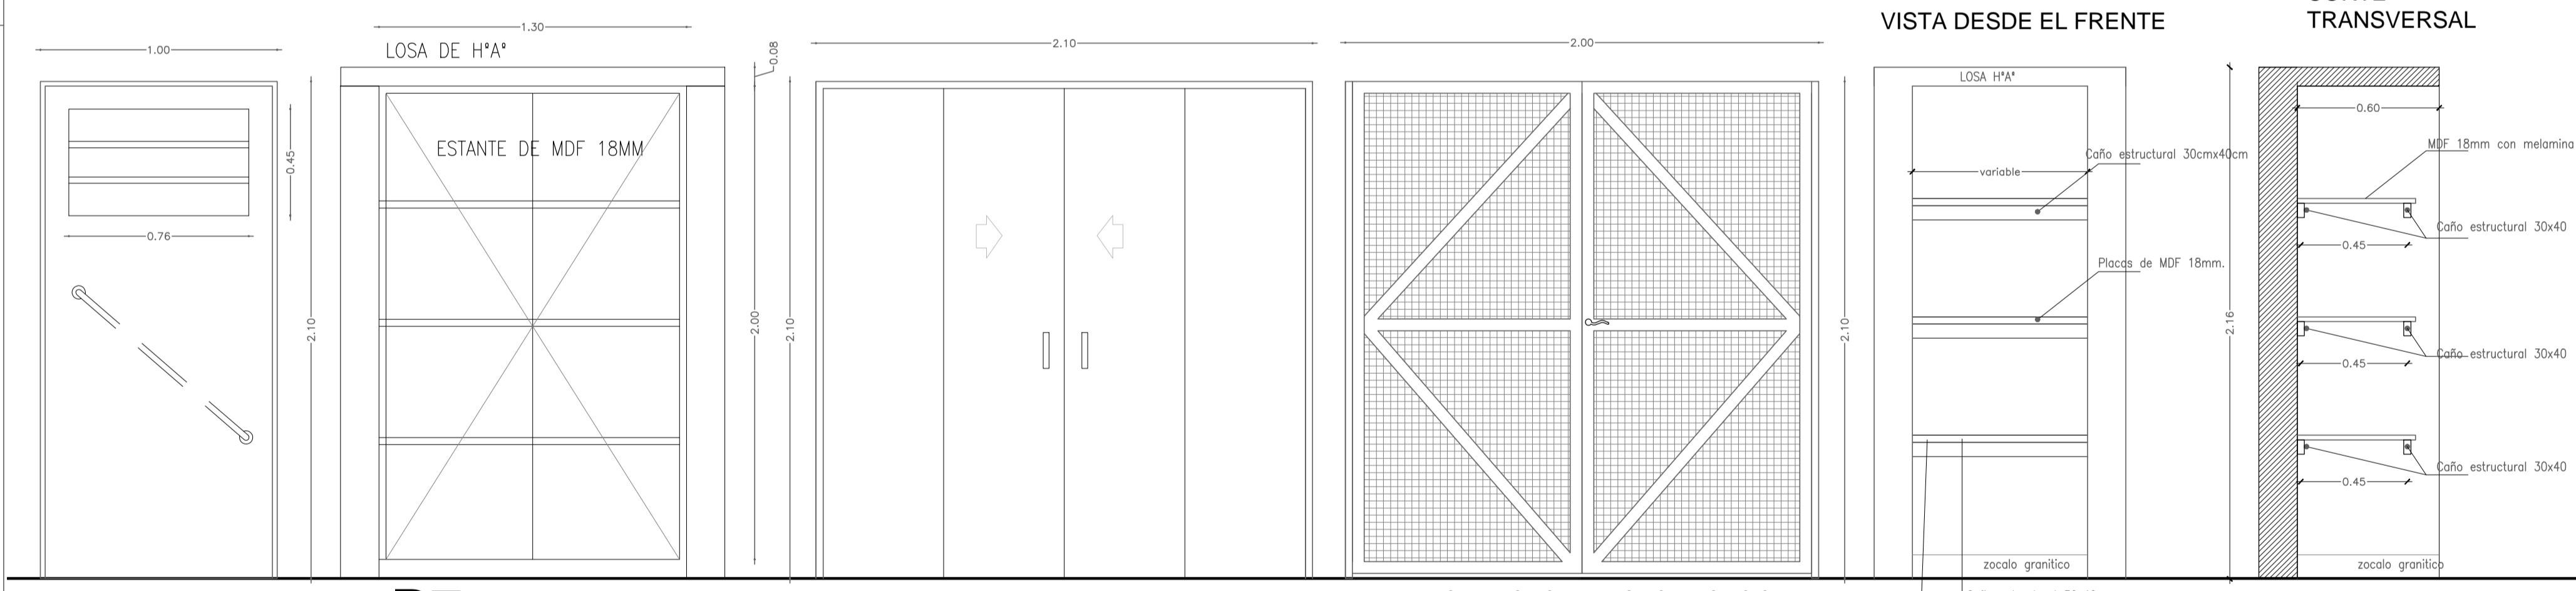 VISTA DESDE EL FRENTE
TRANSVERSAL
1.00
0.45
0.76
2.10
1.30
LOSA DE H°A°
ESTANTE DE MDF 18MM
0.08
2.00
2.10
2.10
2.00
2.10
LOSA H°A°
Caño estructural 30cmx40cm
variable
Placas de MDF 18mm.
zocalo granitico
2.16
0.60
MDF 18mm con melamina
Caño estructural 30x40
0.45
Caño estructural 30x40
0.45
Caño estructural 30x40
0.45
zocalo granitico